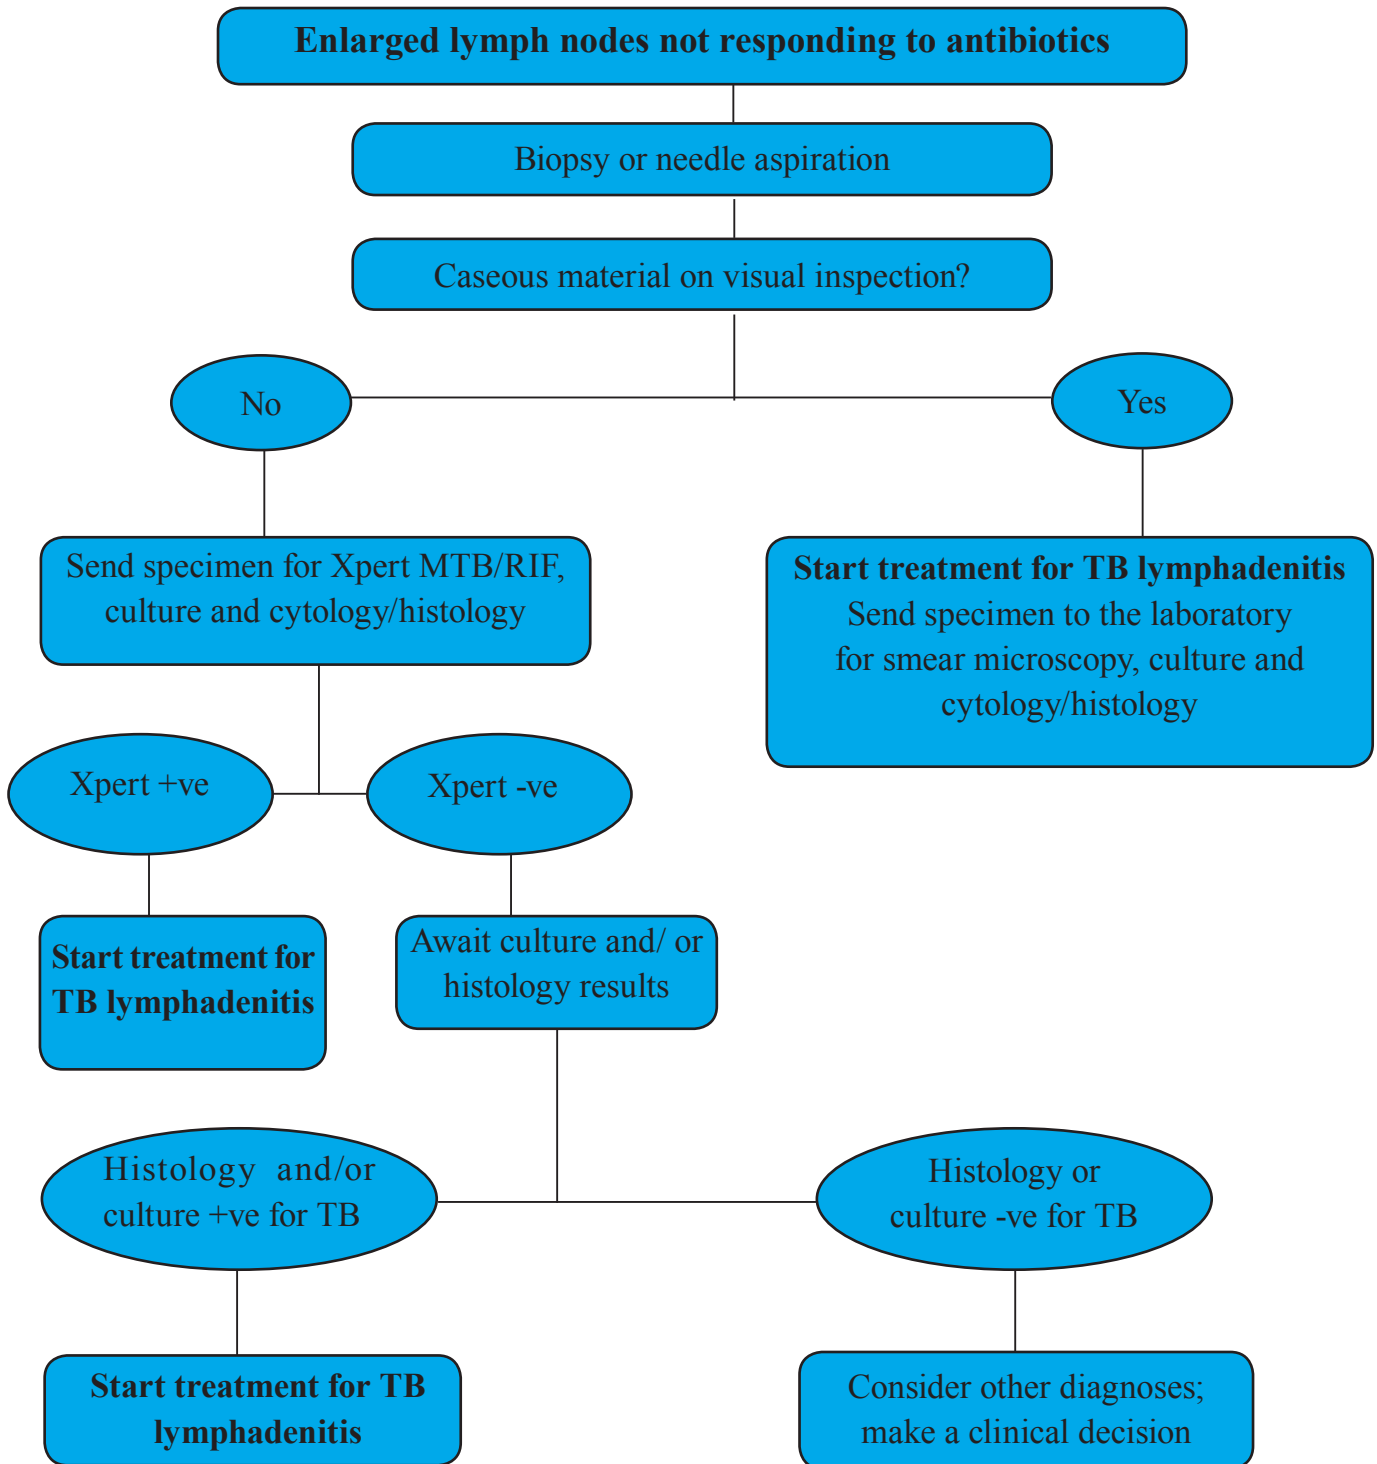 Enlarged lymph nodes not responding to antibiotics
Biopsy or needle aspiration
Caseous material on visual inspection?
No
Yes
Send specimen for Xpert MTB/RIF,
culture and cytology/histology
Start treatment for TB lymphadenitis
Send specimen to the laboratory
for smear microscopy, culture and
cytology/histology
Xpert +ve
Xpert -ve
Start treatment for
TB lymphadenitis
Await culture and/ or
histology results
Histology and/or
culture +ve for TB
Histology or
culture -ve for TB
Start treatment for TB
lymphadenitis
Consider other diagnoses;
make a clinical decision